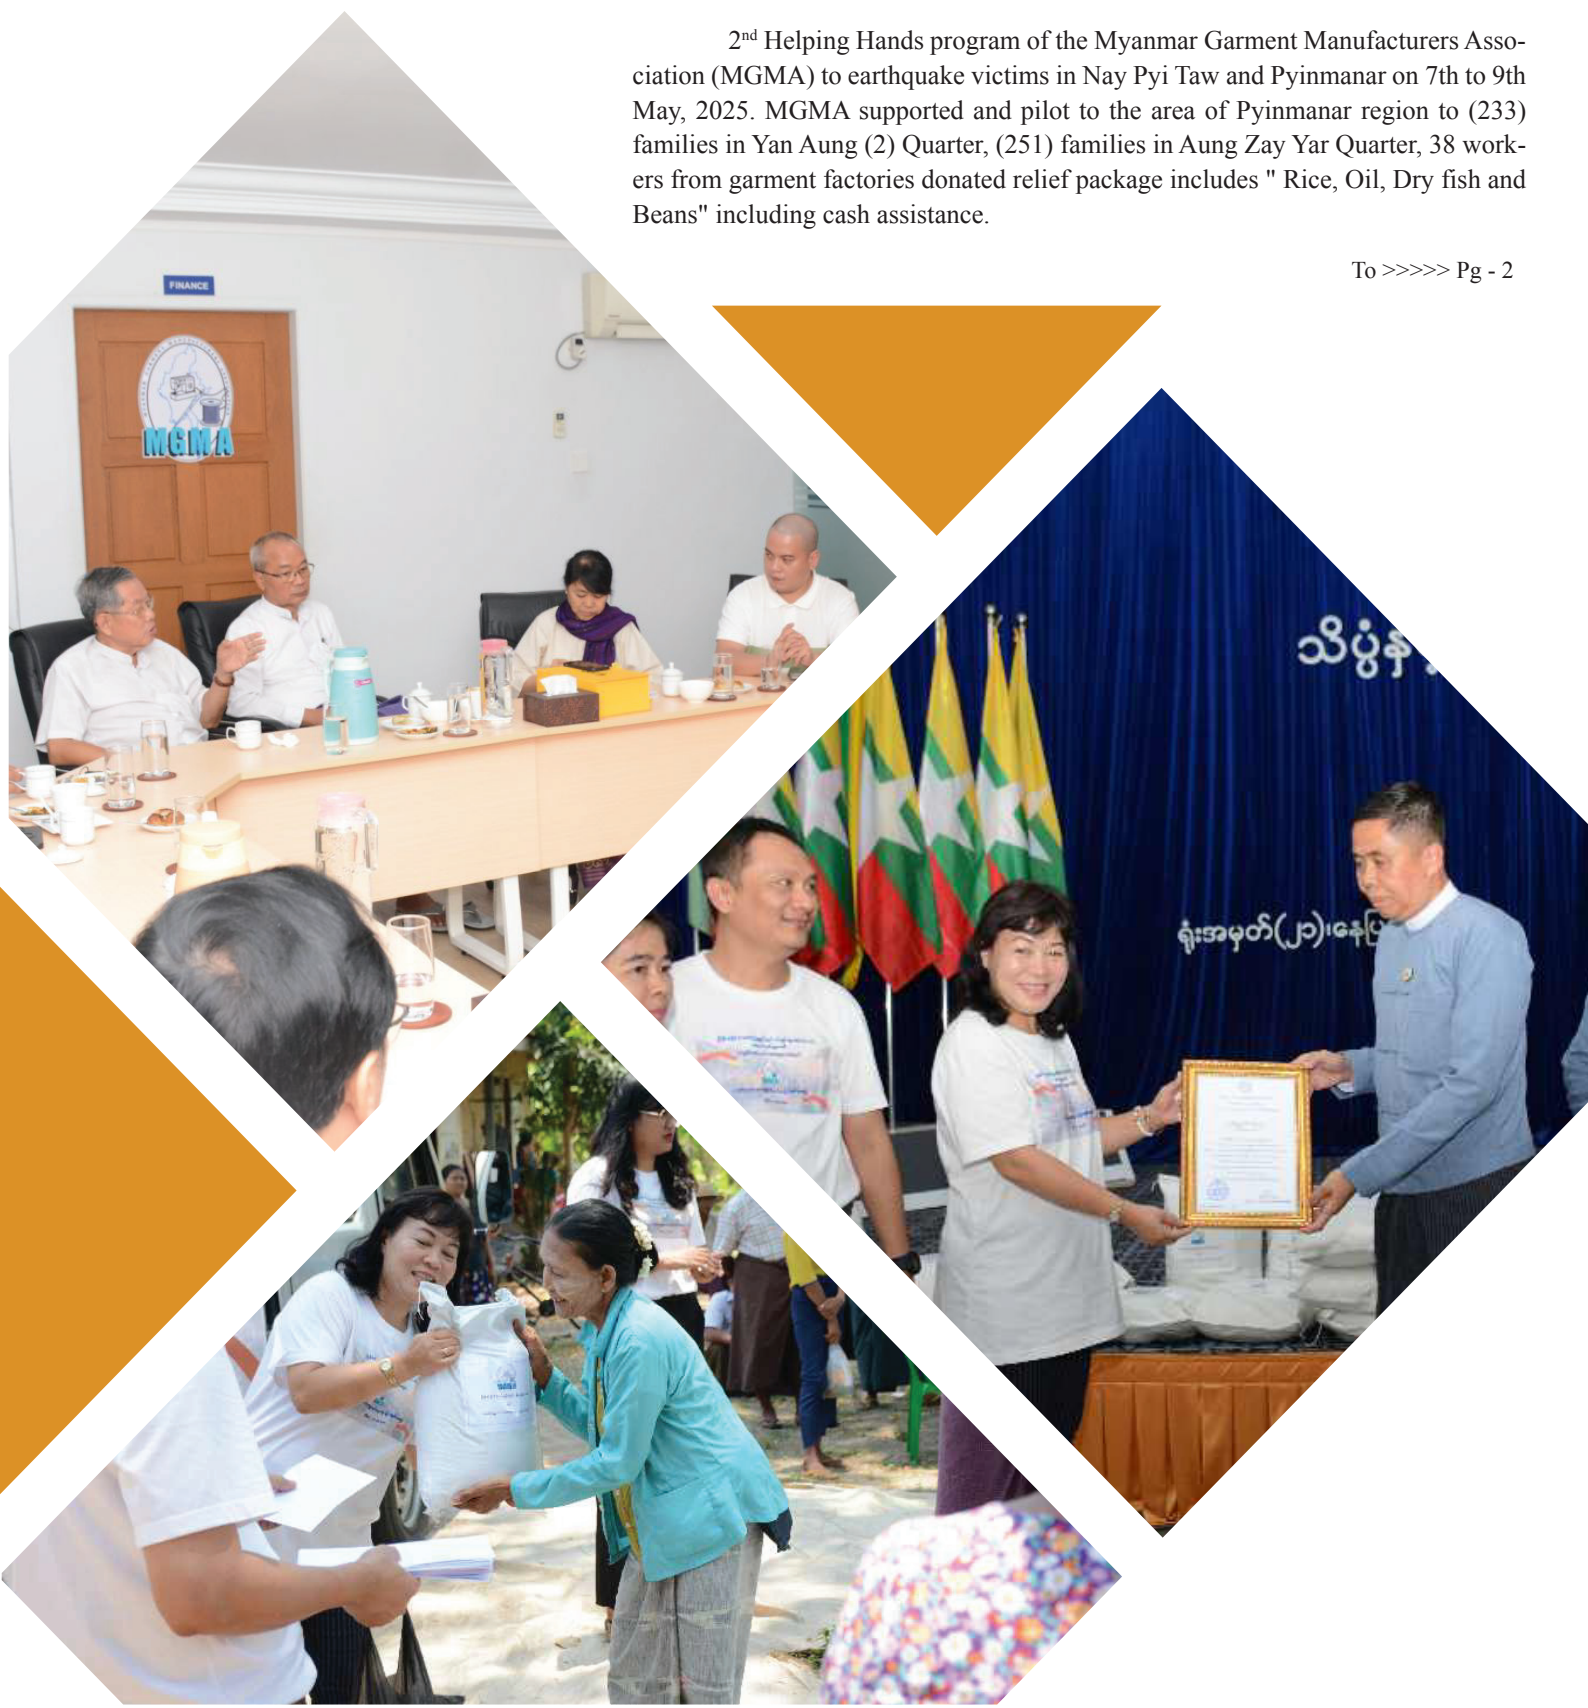 2nd Helping Hands program of the Myanmar Garment Manufacturers Asso-
ciation (MGMA) to earthquake victims in Nay Pyi Taw and Pyinmanar on 7th to 9th
May, 2025. MGMA supported and pilot to the area of Pyinmanar region to (233)
families in Yan Aung (2) Quarter, (251) families in Aung Zay Yar Quarter, 38 work-
ers from garment factories donated relief package includes " Rice, Oil, Dry fish and
Beans" including cash assistance.
To >>>>> Pg - 2
FINANCE
MGMA
သိပ္ပံနှ
ရုံးအမှတ်(၂၁)၊နေပြ